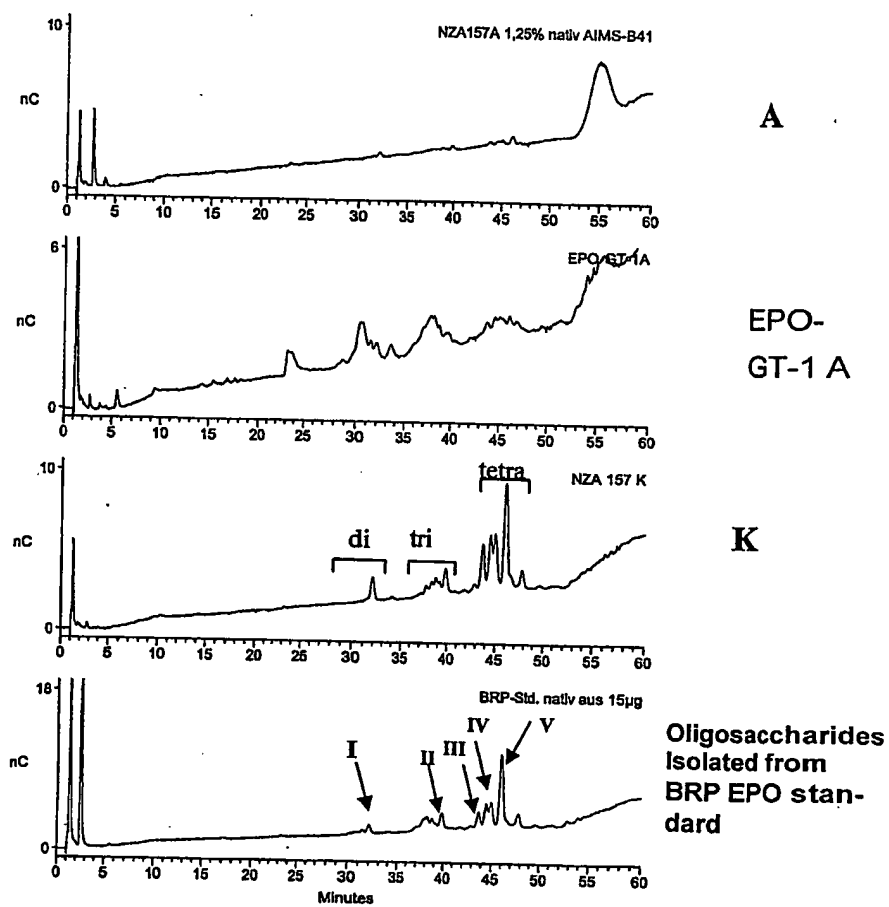 10
nC
0
NZA157A 1,25% nativ AIMS-B41
A
0 5 10 15 20 25 30 35 40 45 50 55 60
6
nC
0
EPO GT-1A
EPO-
GT-1 A
0 5 10 15 20 25 30 35 40 45 50 55 60
10
nC
0
di
tri
tetra
NZA 157 K
K
0 5 10 15 20 25 30 35 40 45 50 55 60
18
nC
0
BRP-Std. nativ aus 15µg
I
II
III
IV
V
Oligosaccharides
Isolated from
BRP EPO stan-
dard
0 5 10 15 20 25 30 35 40 45 50 55 60
Minutes